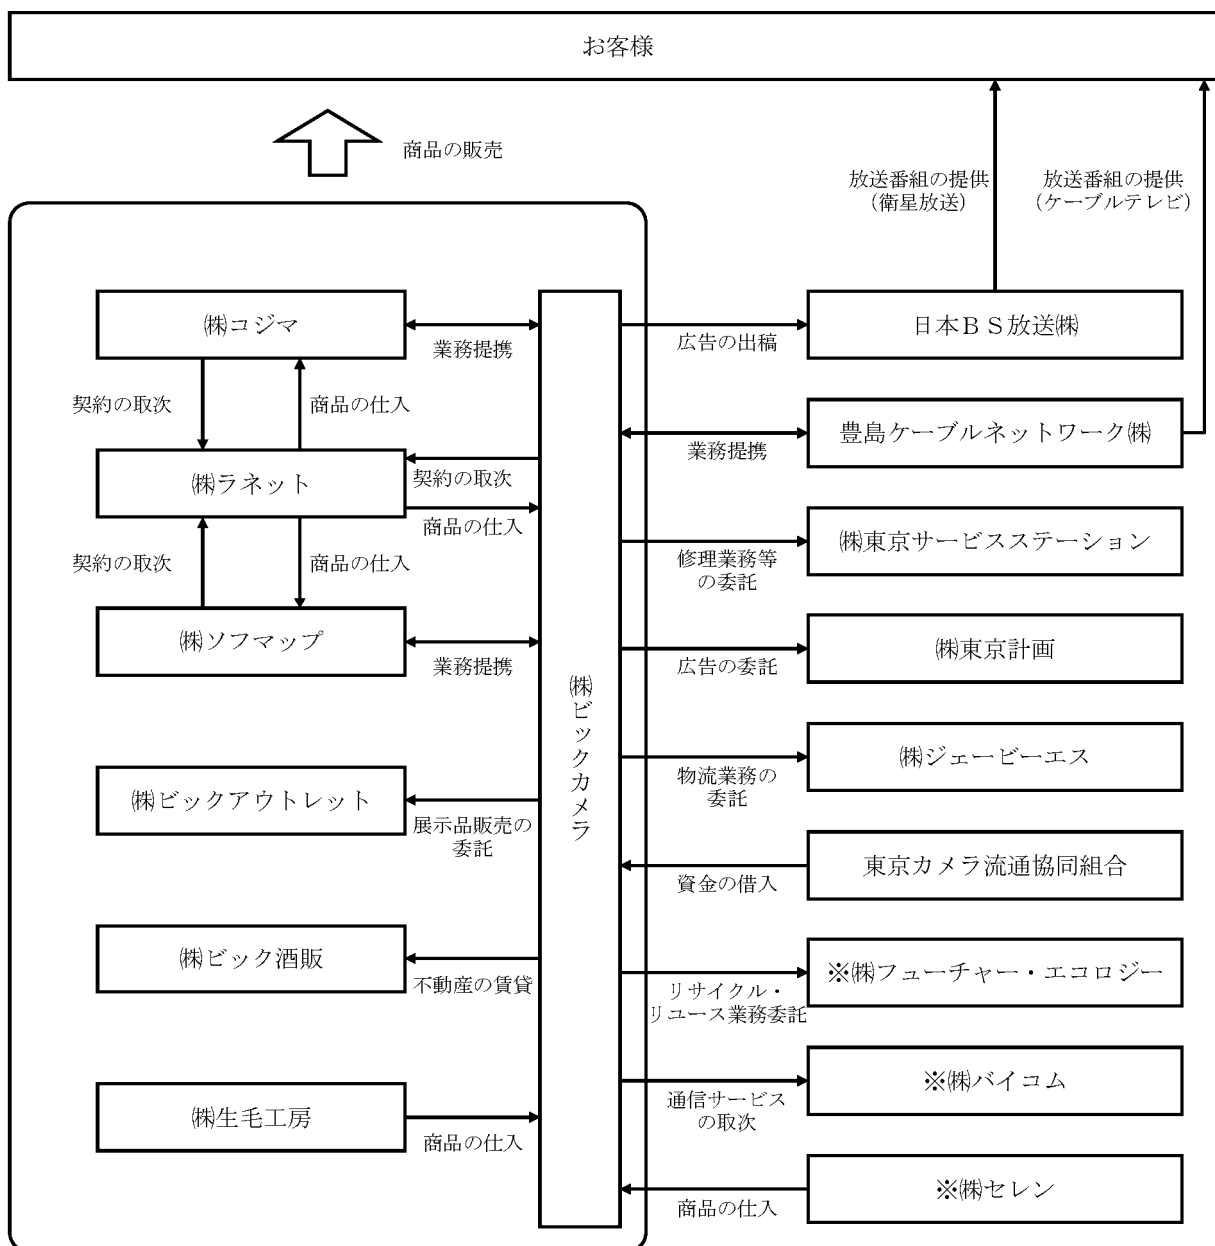 お客様
商品の販売
放送番組の提供
(衛星放送)
放送番組の提供
(ケーブルテレビ)
㈱コジマ
業務提携
広告の出稿
日本BS放送㈱
契約の取次
商品の仕入
業務提携
豊島ケーブルネットワーク㈱
㈱ラネット
契約の取次
商品の仕入
修理業務等
の委託
㈱東京サービスステーション
契約の取次
商品の仕入
㈱ソフマップ
業務提携
広告の委託
㈱東京計画
㈱ビックカメラ
物流業務の
委託
㈱ジェービーエス
㈱ビックアウトレット
展示品販売の
委託
資金の借入
東京カメラ流通協同組合
㈱ビック酒販
不動産の賃貸
リサイクル・
リユース業務委託
※㈱フューチャー・エコロジー
通信サービス
の取次
※㈱バイコム
㈱生毛工房
商品の仕入
商品の仕入
※㈱セレン